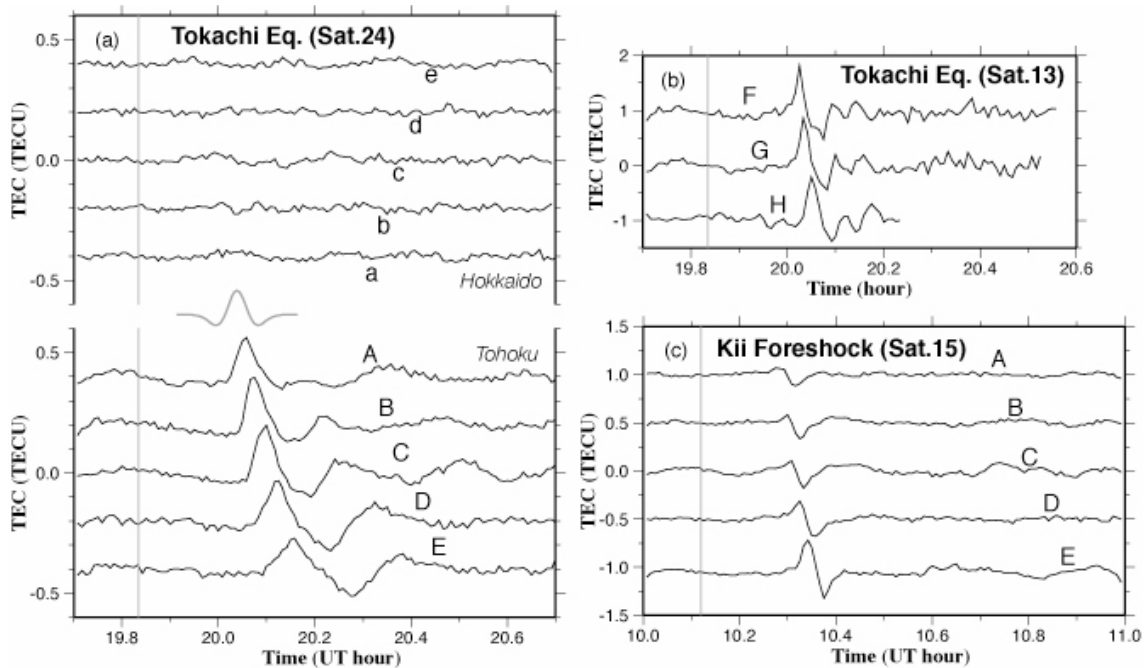 (a) Tokachi Eq. (Sat.24)
TEC (TECU)
0.5
0.0
-0.5
e
d
c
b
a
Hokkaido
TEC (TECU)
0.5
0.0
-0.5
Tohoku
A
B
C
D
E
19.8 20.0 20.2 20.4 20.6
Time (UT hour)
(b) Tokachi Eq. (Sat.13)
TEC (TECU)
2
1
0
-1
F
G
H
19.8 20.0 20.2 20.4 20.6
Time (hour)
(c) Kii Foreshock (Sat.15)
TEC (TECU)
1.5
1.0
0.5
0.0
-0.5
-1.0
-1.5
A
B
C
D
E
10.0 10.2 10.4 10.6 10.8 11.0
Time (UT hour)